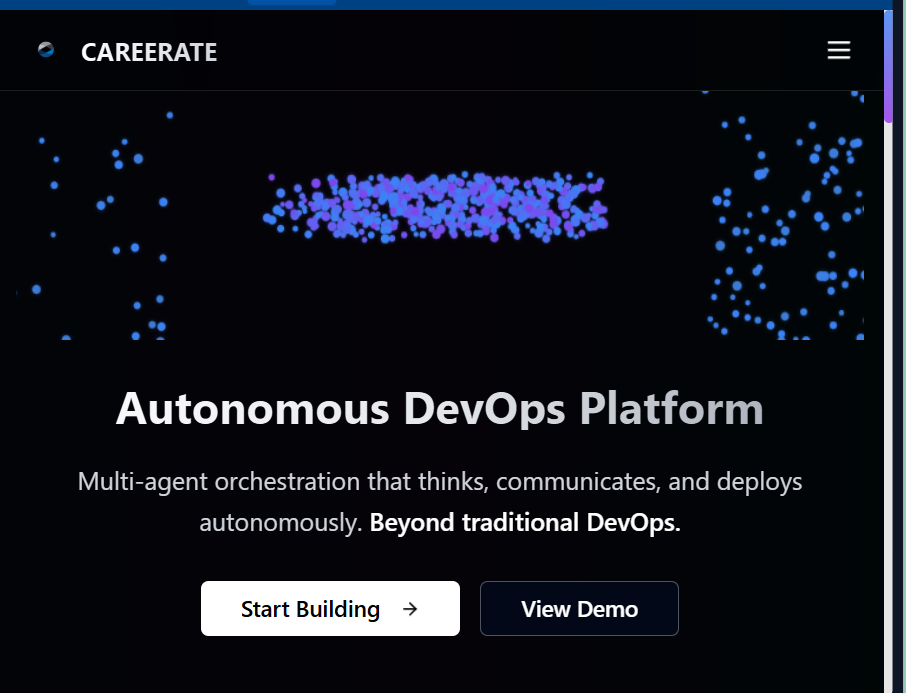 CAREERATE
Autonomous DevOps Platform
Multi-agent orchestration that thinks, communicates, and deploys
autonomously. Beyond traditional DevOps.
Start Building →
View Demo